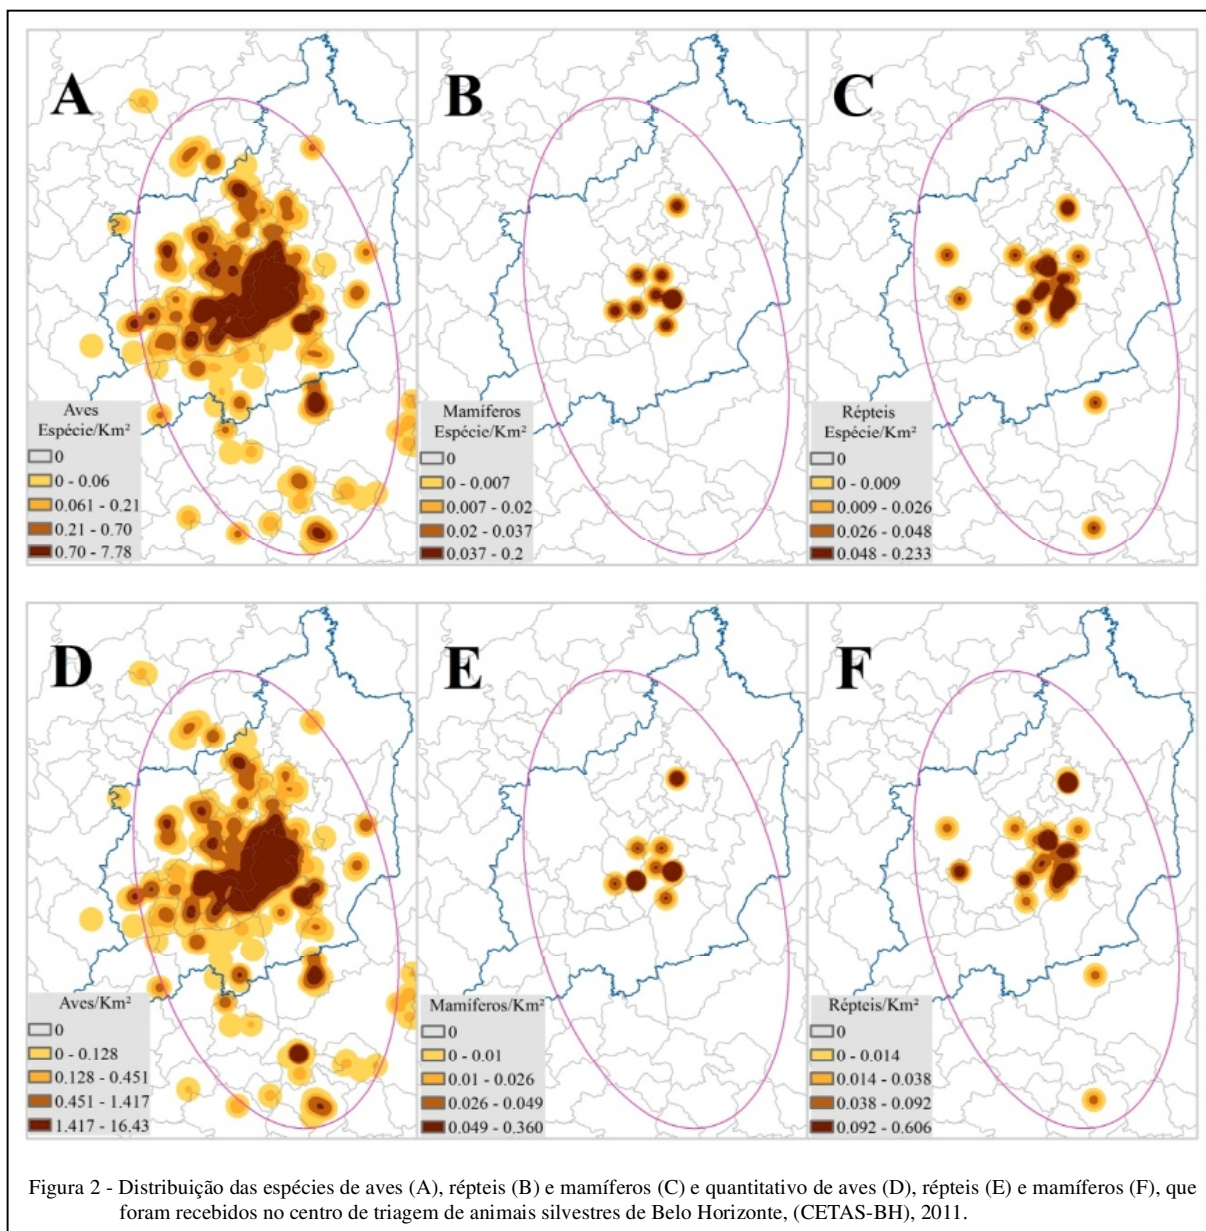 A
B
C
Aves
Espécie/Km²
0
0 - 0.06
0.061 - 0.21
0.21 - 0.70
0.70 - 7.78
Mamíferos
Espécie/Km²
0
0 - 0.007
0.007 - 0.02
0.02 - 0.037
0.037 - 0.2
Répteis
Espécie/Km²
0
0 - 0.009
0.009 - 0.026
0.026 - 0.048
0.048 - 0.233
D
E
F
Aves/Km²
0
0 - 0.128
0.128 - 0.451
0.451 - 1.417
1.417 - 16.43
Mamíferos/Km²
0
0 - 0.01
0.01 - 0.026
0.026 - 0.049
0.049 - 0.360
Répteis/Km²
0
0 - 0.014
0.014 - 0.038
0.038 - 0.092
0.092 - 0.606
Figura 2 - Distribuição das espécies de aves (A), répteis (B) e mamíferos (C) e quantitativo de aves (D), répteis (E) e mamíferos (F), que
foram recebidos no centro de triagem de animais silvestres de Belo Horizonte, (CETAS-BH), 2011.